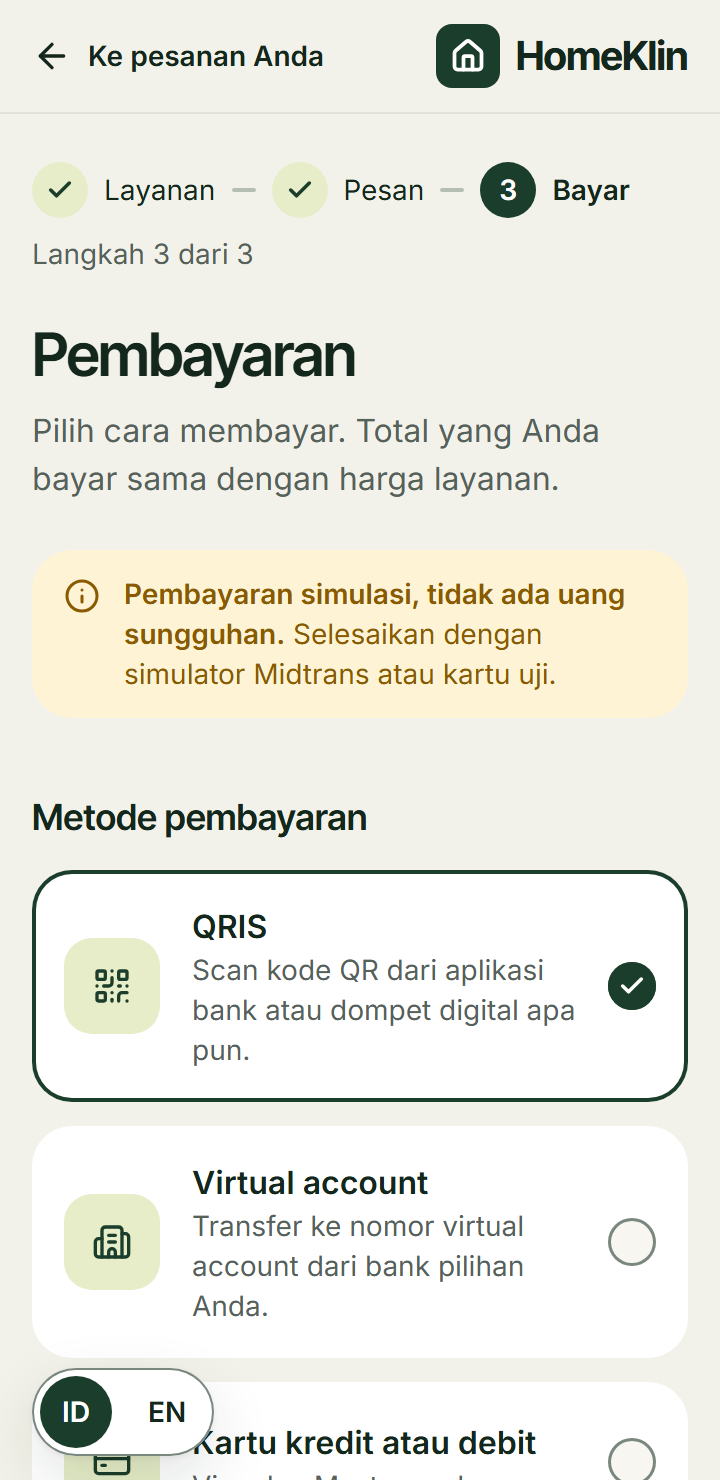 Ke pesanan Anda
HomeKlin
Layanan
Pesan
3
Bayar
Langkah 3 dari 3
Pembayaran
Pilih cara membayar. Total yang Anda
bayar sama dengan harga layanan.
Pembayaran simulasi, tidak ada uang
sungguhan. Selesaikan dengan
simulator Midtrans atau kartu uji.
Metode pembayaran
QRIS
Scan kode QR dari aplikasi
bank atau dompet digital apa
pun.
Virtual account
Transfer ke nomor virtual
account dari bank pilihan
Anda.
ID
EN
Kartu kredit atau debit